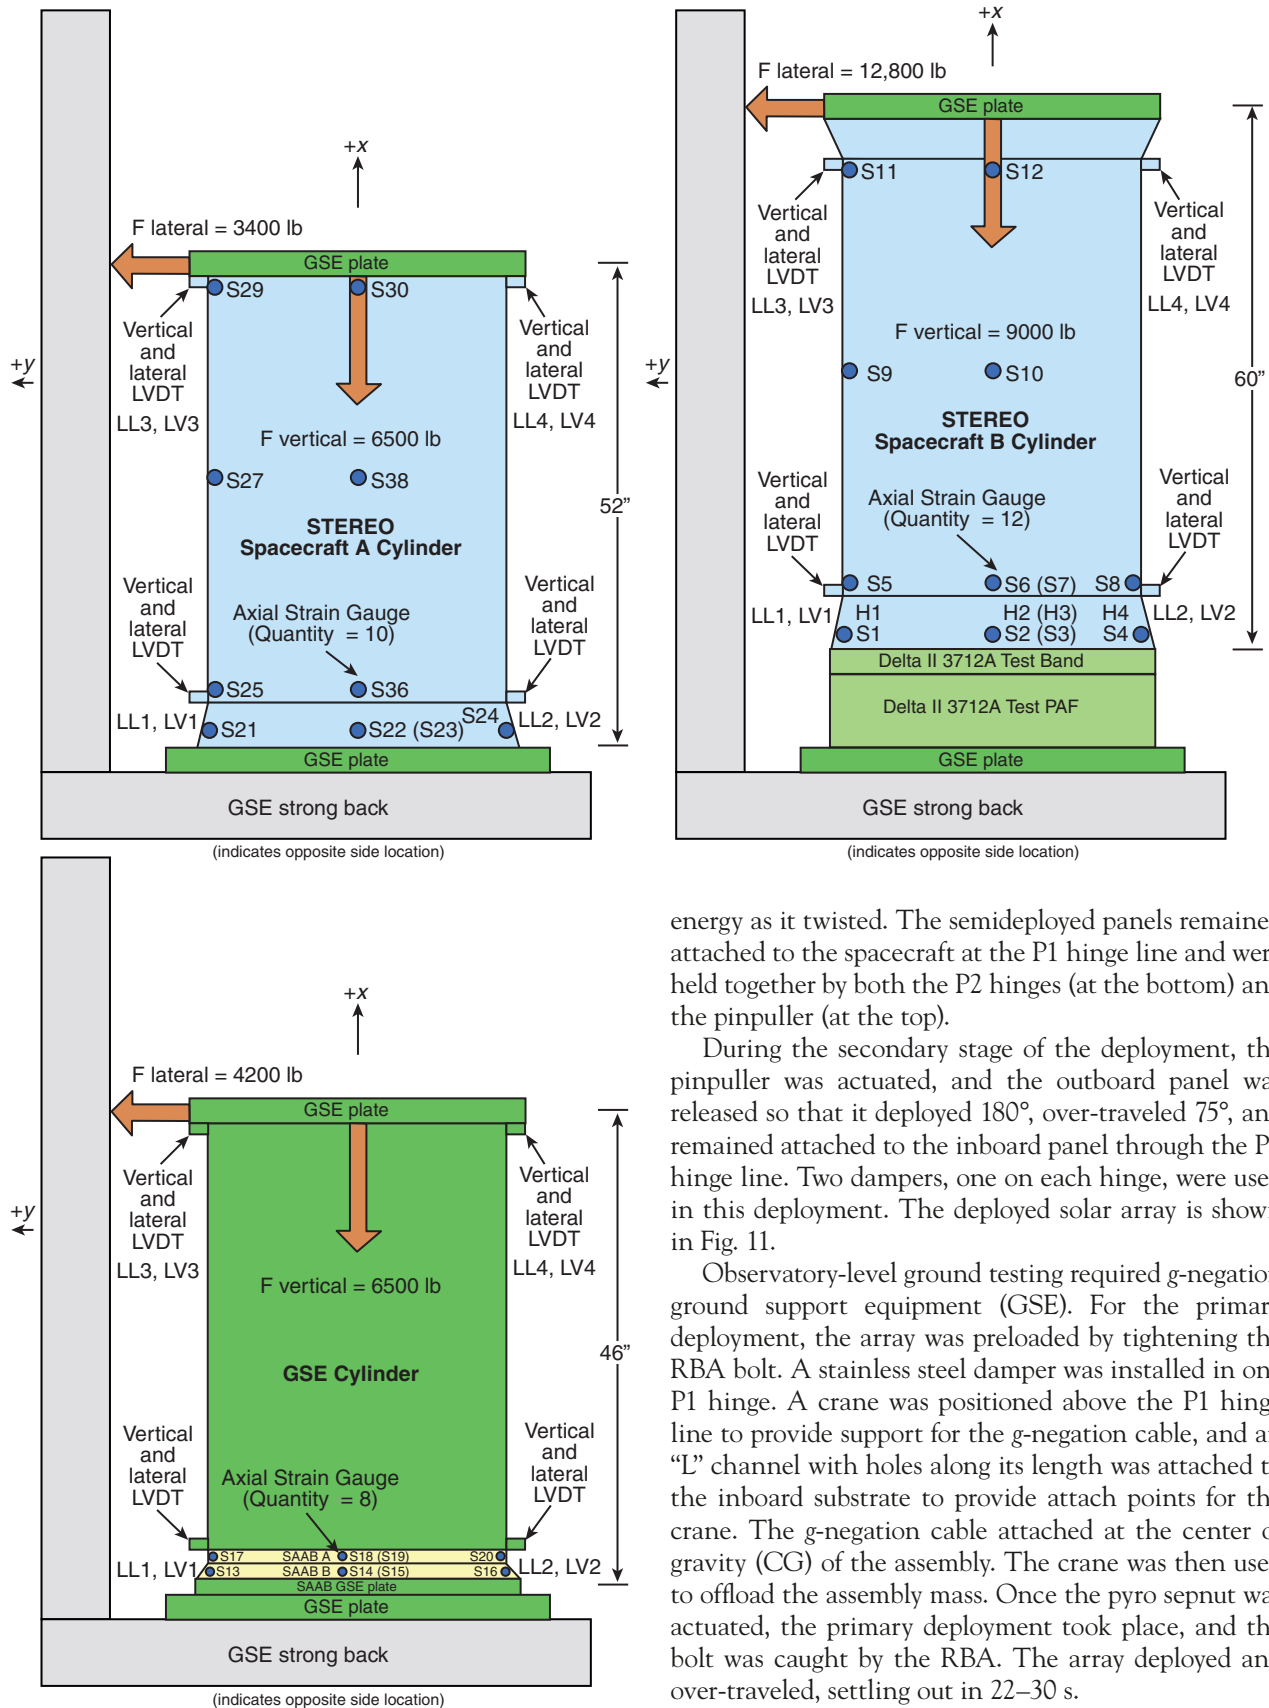 +x
F lateral = 3400 lb
GSE plate
S29
S30
Vertical
and
lateral
LVDT
LL3, LV3
Vertical
and
lateral
LVDT
LL4, LV4
+y
F vertical = 6500 lb
S27
S38
52”
STEREO
Spacecraft A Cylinder
Vertical
and
lateral
LVDT
Axial Strain Gauge
(Quantity = 10)
Vertical
and
lateral
LVDT
S25
S36
LL1, LV1
S21
S22 (S23)
S24
LL2, LV2
GSE plate
GSE strong back
(indicates opposite side location)
+x
F lateral = 12,800 lb
GSE plate
S11
S12
Vertical
and
lateral
LVDT
LL3, LV3
Vertical
and
lateral
LVDT
LL4, LV4
+y
F vertical = 9000 lb
S9
S10
60”
STEREO
Spacecraft B Cylinder
Vertical
and
lateral
LVDT
Axial Strain Gauge
(Quantity = 12)
Vertical
and
lateral
LVDT
S5
S6 (S7)
S8
LL1, LV1
H1
H2 (H3)
H4
LL2, LV2
S1
S2 (S3)
S4
Delta II 3712A Test Band
Delta II 3712A Test PAF
GSE plate
GSE strong back
(indicates opposite side location)
+x
F lateral = 4200 lb
GSE plate
Vertical
and
lateral
LVDT
LL3, LV3
Vertical
and
lateral
LVDT
LL4, LV4
+y
F vertical = 6500 lb
46”
GSE Cylinder
Vertical
and
lateral
LVDT
Axial Strain Gauge
(Quantity = 8)
Vertical
and
lateral
LVDT
S17
SAAB A
S18 (S19)
S20
LL1, LV1
S13
SAAB B
S14 (S15)
S16
LL2, LV2
SAAB GSE plate
GSE plate
GSE strong back
(indicates opposite side location)
energy as it twisted. The semideployed panels remaine
attached to the spacecraft at the P1 hinge line and wer
held together by both the P2 hinges (at the bottom) an
the pinpuller (at the top).
During the secondary stage of the deployment, th
pinpuller was actuated, and the outboard panel wa
released so that it deployed 180°, over-traveled 75°, an
remained attached to the inboard panel through the P
hinge line. Two dampers, one on each hinge, were use
in this deployment. The deployed solar array is show
in Fig. 11.
Observatory-level ground testing required g-negatio
ground support equipment (GSE). For the primar
deployment, the array was preloaded by tightening th
RBA bolt. A stainless steel damper was installed in on
P1 hinge. A crane was positioned above the P1 hing
line to provide support for the g-negation cable, and a
“L” channel with holes along its length was attached t
the inboard substrate to provide attach points for th
crane. The g-negation cable attached at the center o
gravity (CG) of the assembly. The crane was then use
to offload the assembly mass. Once the pyro sepnut wa
actuated, the primary deployment took place, and th
bolt was caught by the RBA. The array deployed an
over-traveled, settling out in 22–30 s.